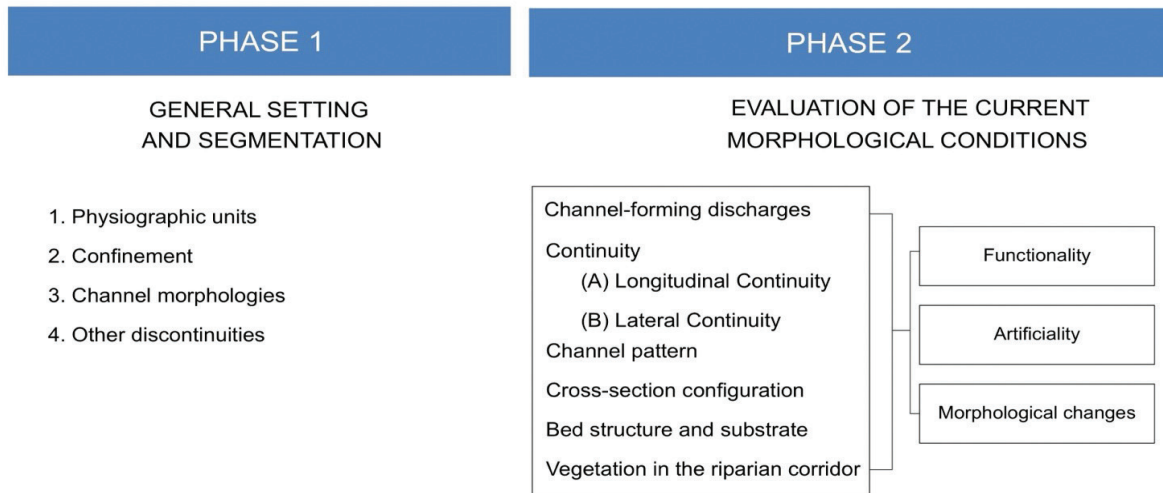 PHASE 1
GENERAL SETTING
AND SEGMENTATION
1. Physiographic units
2. Confinement
3. Channel morphologies
4. Other discontinuities
PHASE 2
EVALUATION OF THE CURRENT
MORPHOLOGICAL CONDITIONS
Channel-forming discharges
Continuity
(A) Longitudinal Continuity
(B) Lateral Continuity
Channel pattern
Cross-section configuration
Bed structure and substrate
Vegetation in the riparian corridor
Functionality
Artificiality
Morphological changes